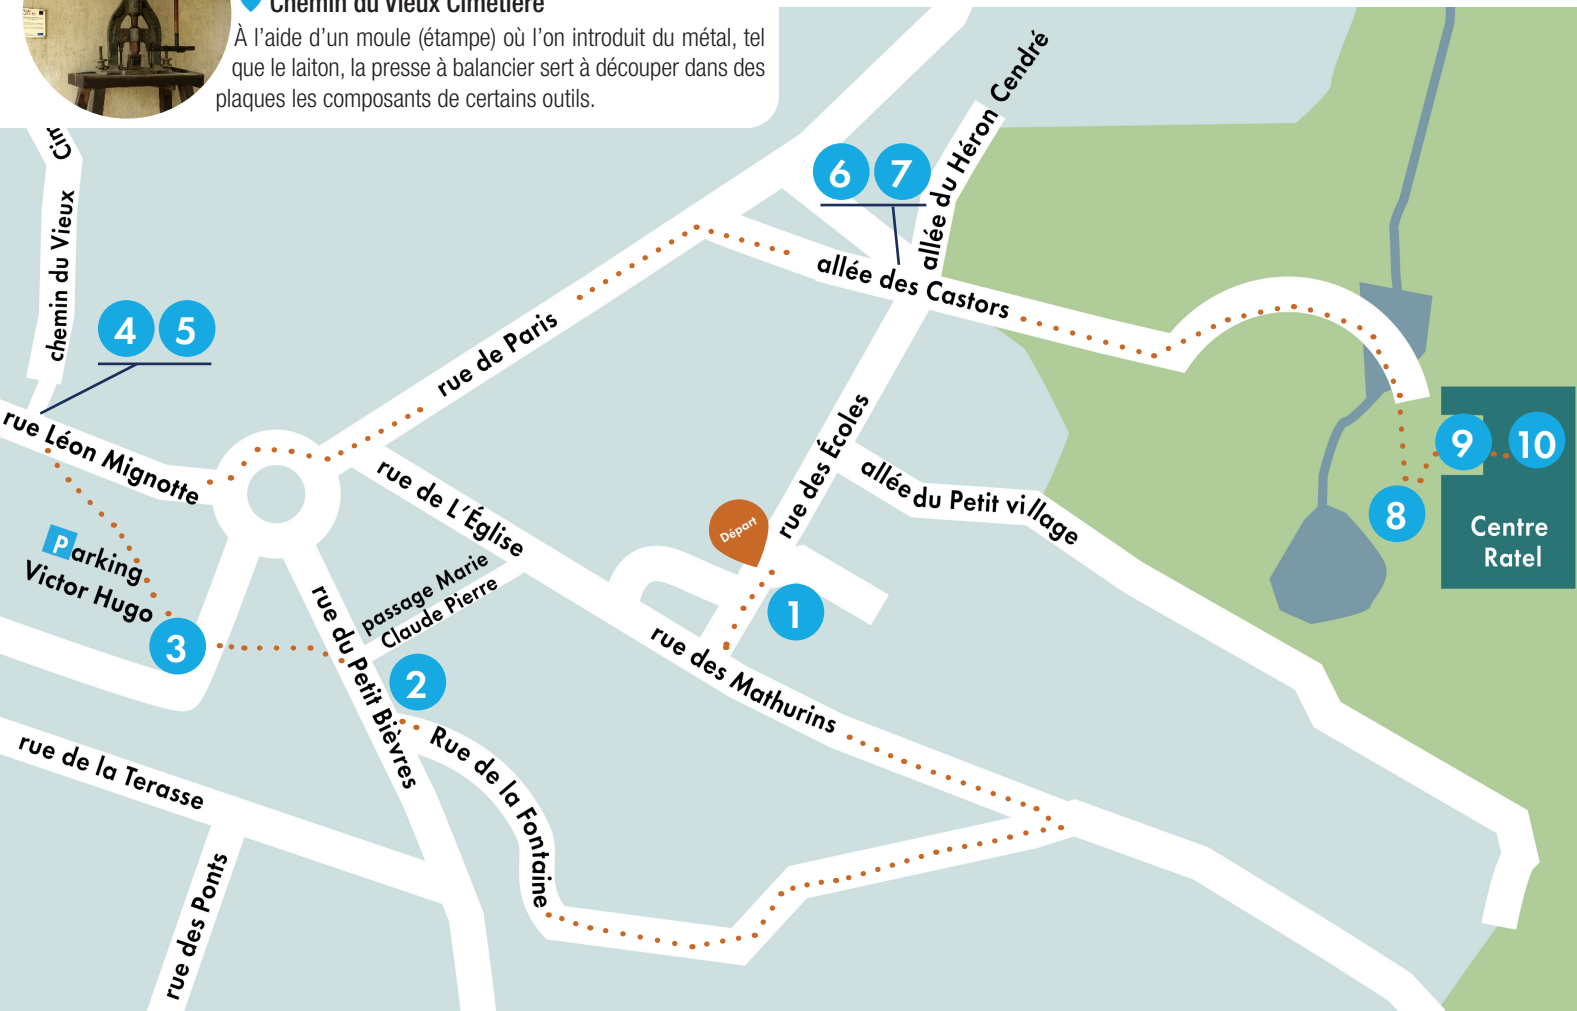 Chemin du Vieux Cimetière
À l’aide d’un moule (étampe) où l’on introduit du métal, tel
que le laiton, la presse à balancier sert à découper dans des
plaques les composants de certains outils.
allée du Héron Cendré
6 7
chemin du Vieux Cim
allée des Castors
4 5
rue de Paris
rue Léon Mignotte
rue des Écoles
9 10
rue de L’Église
allée du Petit village
8
Départ
Centre
Ratel
Parking
Victor Hugo
passage Marie
Claude Pierre
1
3
rue du Petit Bièvres
2
rue des Mathurins
Rue de la Fontaine
rue de la Terasse
rue des Ponts